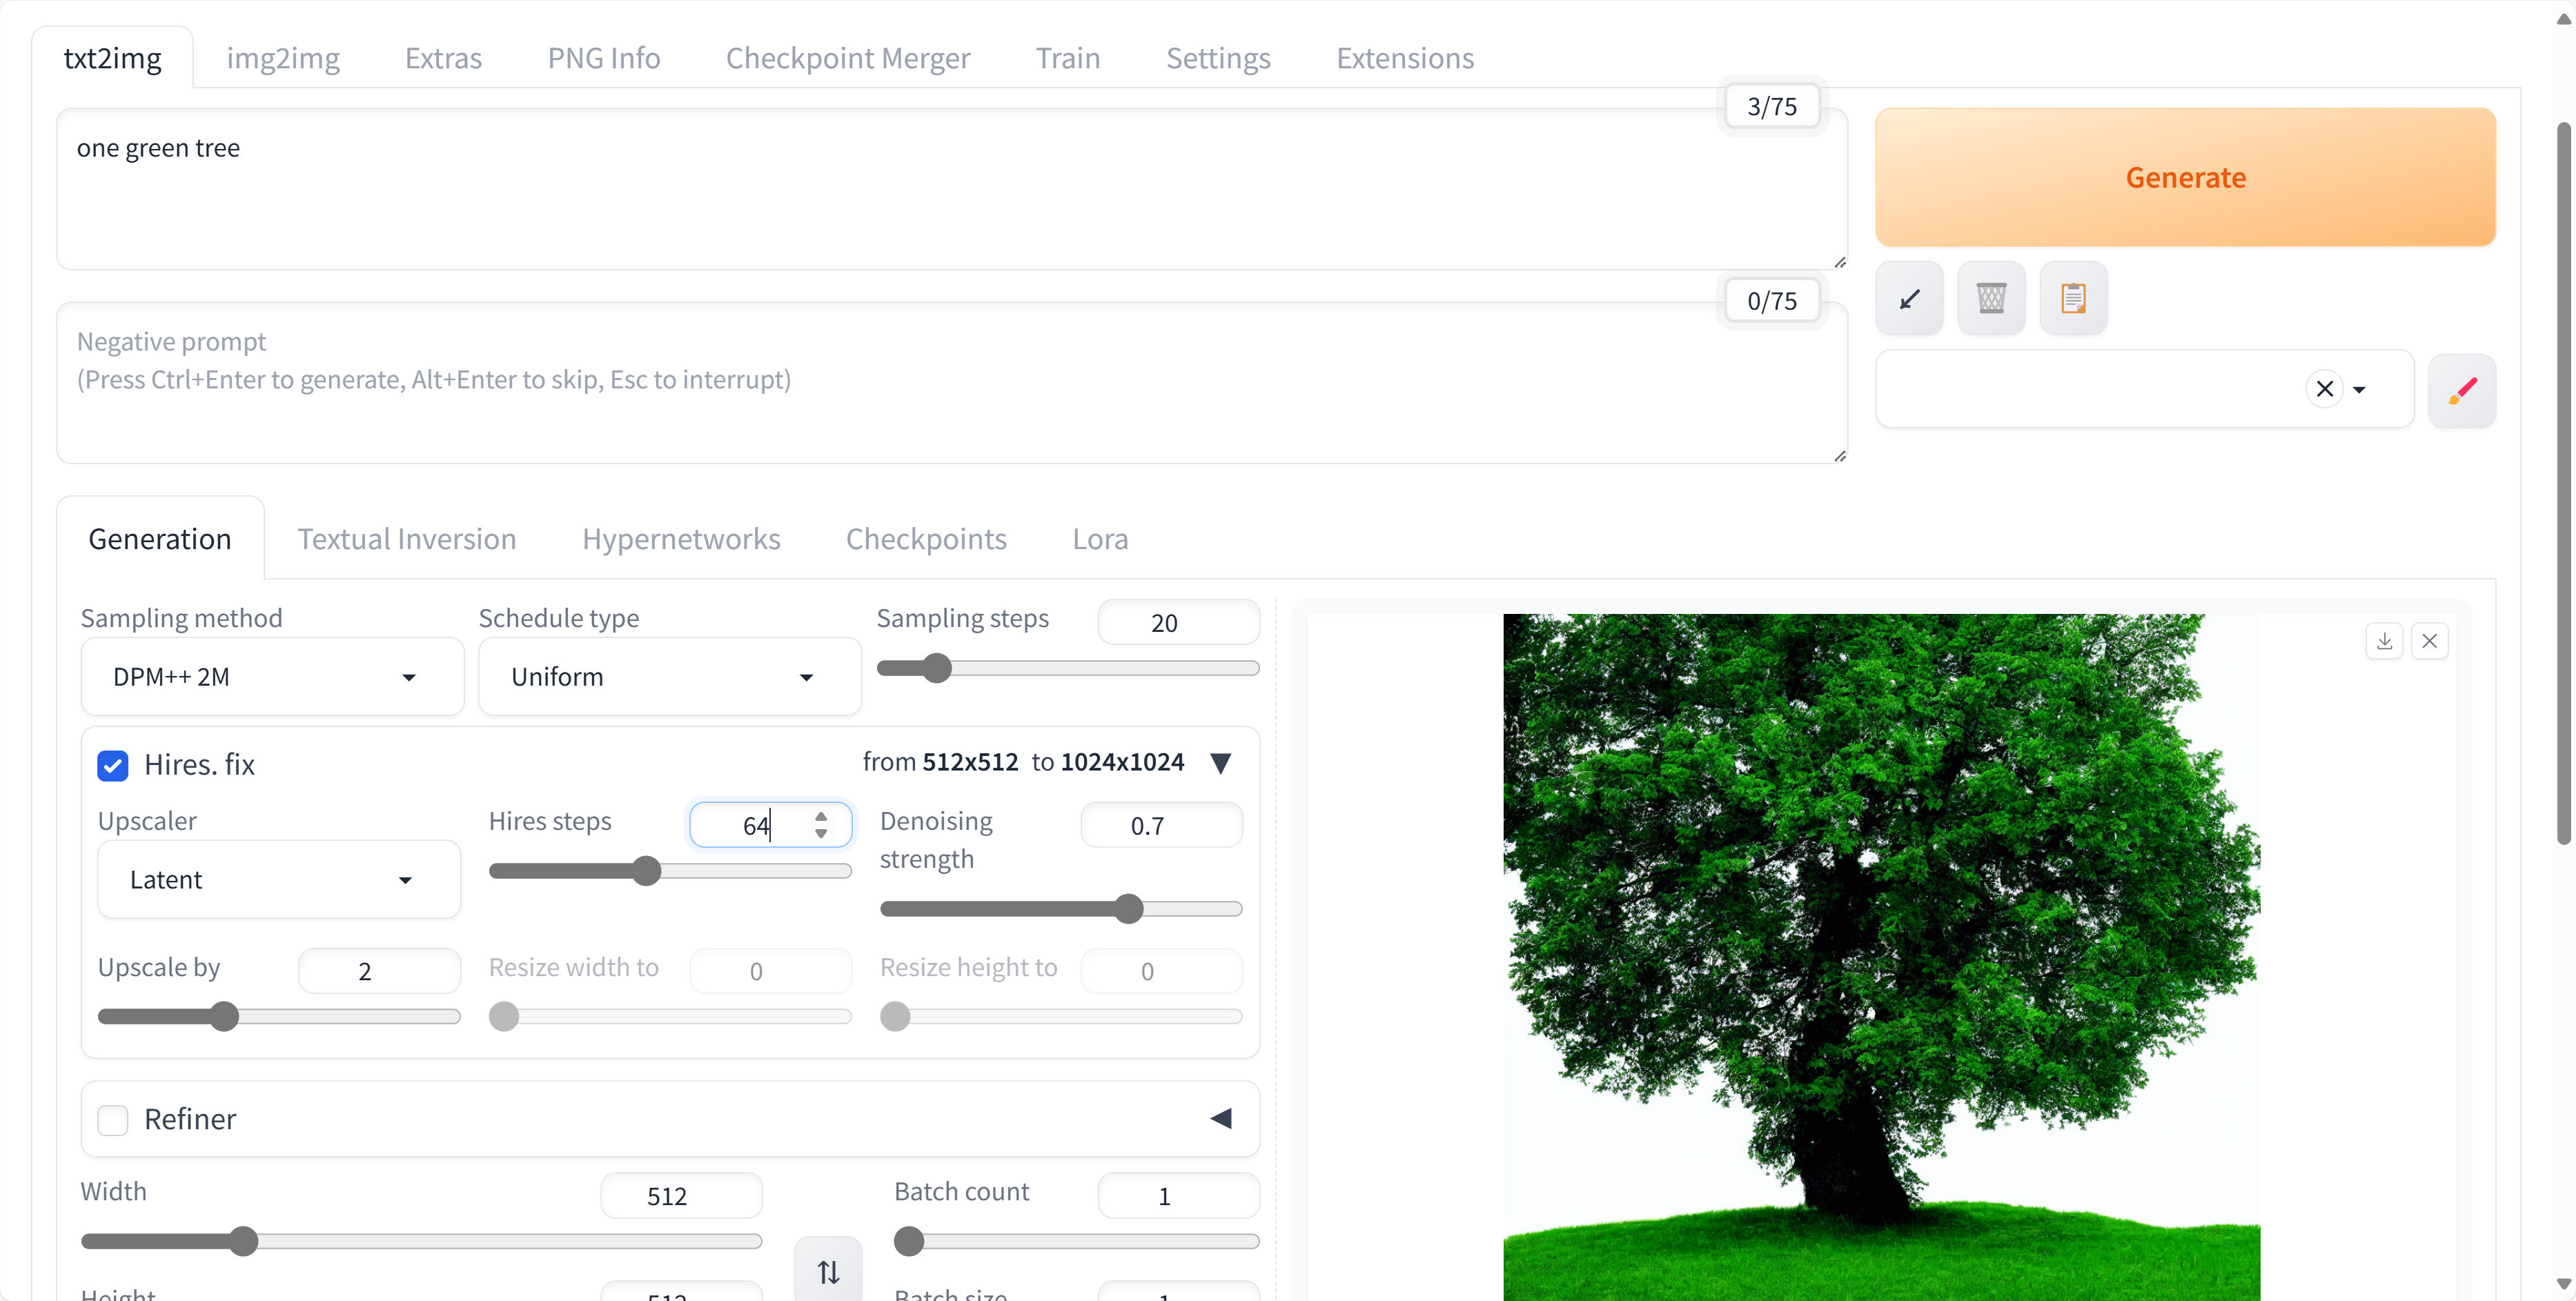 txt2img img2img Extras PNG Info Checkpoint Merger Train Settings Extensions
3/75
one green tree
Generate
0/75
Negative prompt
(Press Ctrl+Enter to generate, Alt+Enter to skip, Esc to interrupt)
Generation Textual Inversion Hypernetworks Checkpoints Lora
Sampling method Schedule type Sampling steps 20
DPM++ 2M Uniform
Hires. fix from 512x512 to 1024x1024
Upscaler Hires steps 64 Denoising strength 0.7
Latent
Upscale by 2 Resize width to 0 Resize height to 0
Refiner
Width 512 Batch count 1
Height 512 Batch size 1